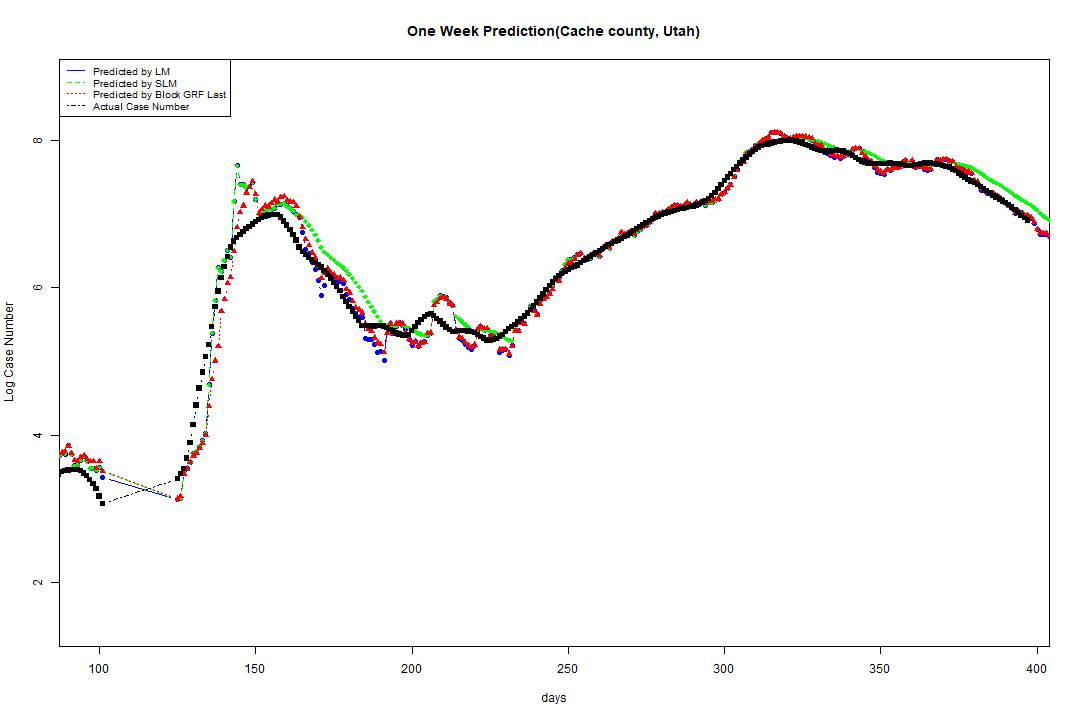 One Week Prediction(Cache county, Utah)
Predicted by LM
Predicted by SLM
Predicted by Block GRF Last
Actual Case Number
8
6
4
2
Log Case Number
100 150 200 250 300 350 400
days